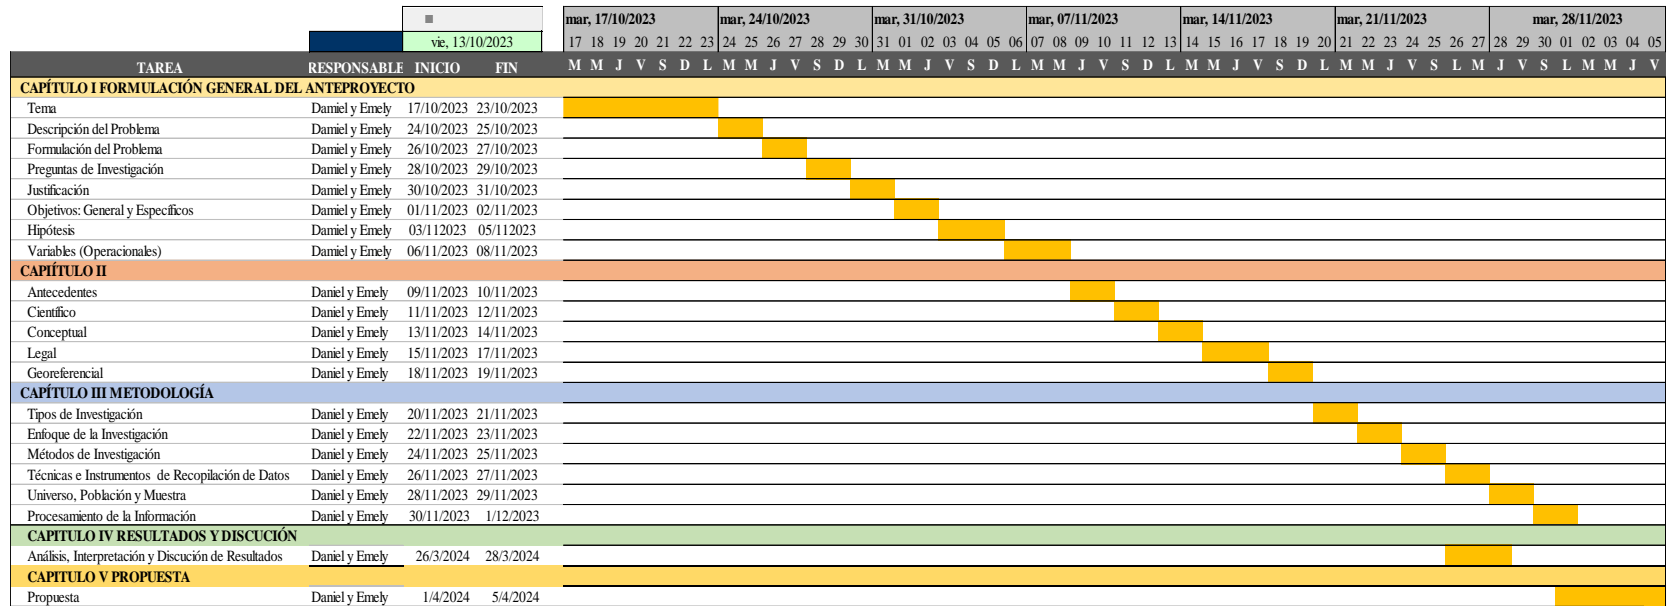 mar, 17/10/2023 mar, 24/10/2023 mar, 31/10/2023 mar, 07/11/2023 mar, 14/11/2023 mar, 21/11/2023 mar, 28/11/2023
vie, 13/10/2023 17 18 19 20 21 22 23 24 25 26 27 28 29 30 31 01 02 03 04 05 06 07 08 09 10 11 12 13 14 15 16 17 18 19 20 21 22 23 24 25 26 27 28 29 30 01 02 03 04 05
TAREA RESPONSABLE INICIO FIN M M J V S D L M M J V S D L M M J V S D L M M J V S D L M M J V S D L M M J V S L M J V S L M M J V
CAPÍTULO I FORMULACIÓN GENERAL DEL ANTEPROYECTO
Tema Damiel y Emely 17/10/2023 23/10/2023
Descripción del Problema Damiel y Emely 24/10/2023 25/10/2023
Formulación del Problema Damiel y Emely 26/10/2023 27/10/2023
Preguntas de Investigación Damiel y Emely 28/10/2023 29/10/2023
Justificación Damiel y Emely 30/10/2023 31/10/2023
Objetivos: General y Específicos Damiel y Emely 01/11/2023 02/11/2023
Hipótesis Damiel y Emely 03/112023 05/112023
Variables (Operacionales) Damiel y Emely 06/11/2023 08/11/2023
CAPIÍTULO II
Antecedentes Daniel y Emely 09/11/2023 10/11/2023
Científico Daniel y Emely 11/11/2023 12/11/2023
Conceptual Daniel y Emely 13/11/2023 14/11/2023
Legal Daniel y Emely 15/11/2023 17/11/2023
Georeferencial Daniel y Emely 18/11/2023 19/11/2023
CAPÍTULO III METODOLOGÍA
Tipos de Investigación Daniel y Emely 20/11/2023 21/11/2023
Enfoque de la Investigación Daniel y Emely 22/11/2023 23/11/2023
Métodos de Investigación Daniel y Emely 24/11/2023 25/11/2023
Técnicas e Instrumentos de Recopilación de Datos Daniel y Emely 26/11/2023 27/11/2023
Universo, Población y Muestra Daniel y Emely 28/11/2023 29/11/2023
Procesamiento de la Información Daniel y Emely 30/11/2023 1/12/2023
CAPITULO IV RESULTADOS Y DISCUCIÓN
Análisis, Interpretación y Discución de Resultados Daniel y Emely 26/3/2024 28/3/2024
CAPITULO V PROPUESTA
Propuesta Daniel y Emely 1/4/2024 5/4/2024